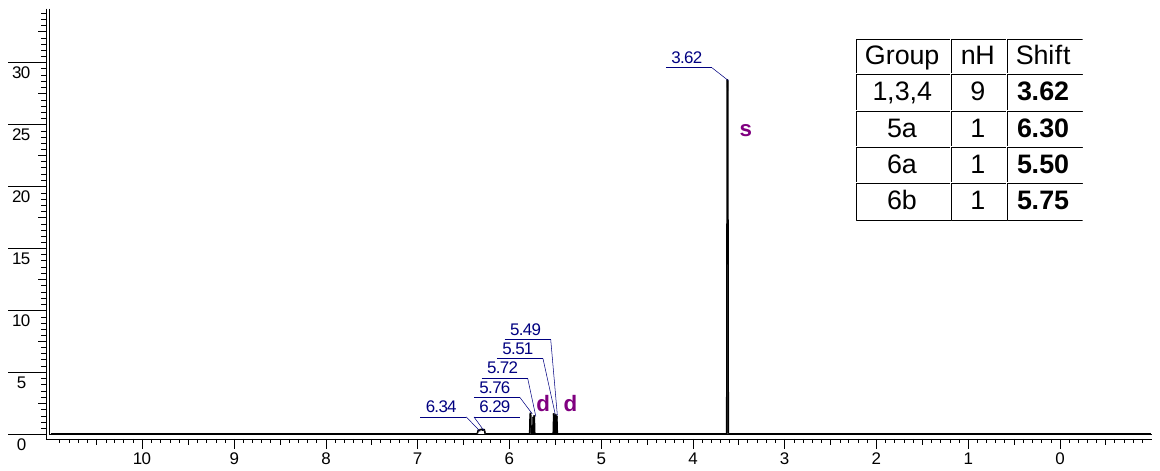 3.62
s
Group nH Shift
1,3,4 9 3.62
5a 1 6.30
6a 1 5.50
6b 1 5.75
30
25
20
15
10
5
0
5.49
5.51
5.72
5.76
6.34 6.29
d d
10 9 8 7 6 5 4 3 2 1 0